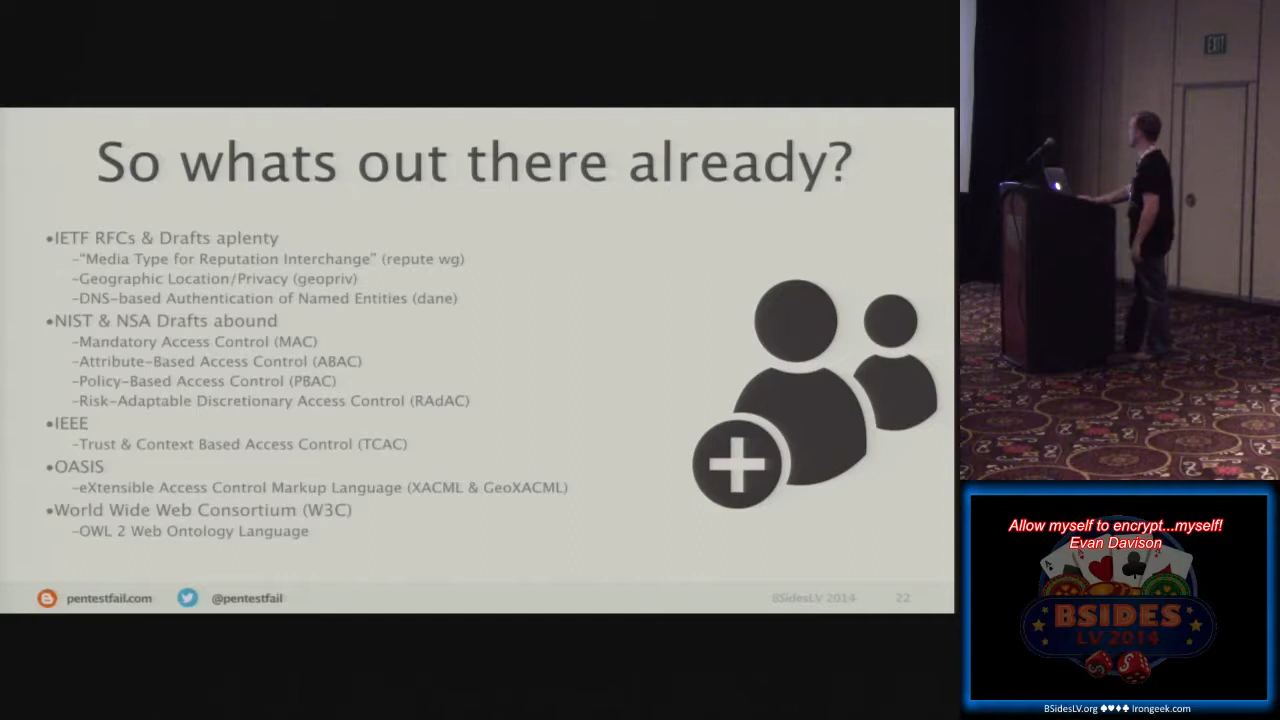 So whats out there already?
•IETF RFCs & Drafts aplenty
–"Media Type for Reputation Interchange" (repute wg)
–Geographic Location/Privacy (geopriv)
–DNS-based Authentication of Named Entities (dane)
•NIST & NSA Drafts abound
–Mandatory Access Control (MAC)
–Attribute-Based Access Control (ABAC)
–Policy-Based Access Control (PBAC)
–Risk-Adaptable Discretionary Access Control (RAdAC)
•IEEE
–Trust & Context Based Access Control (TCAC)
•OASIS
–eXtensible Access Control Markup Language (XACML & GeoXACML)
•World Wide Web Consortium (W3C)
–OWL 2 Web Ontology Language
pentestfail.com @pentestfail BSidesLV 2014 22
EXIT
Allow myself to encrypt...myself!
Evan Davison
BSIDES
LV 2014
BSidesLV.org ♠♥♦♣ Irongeek.com